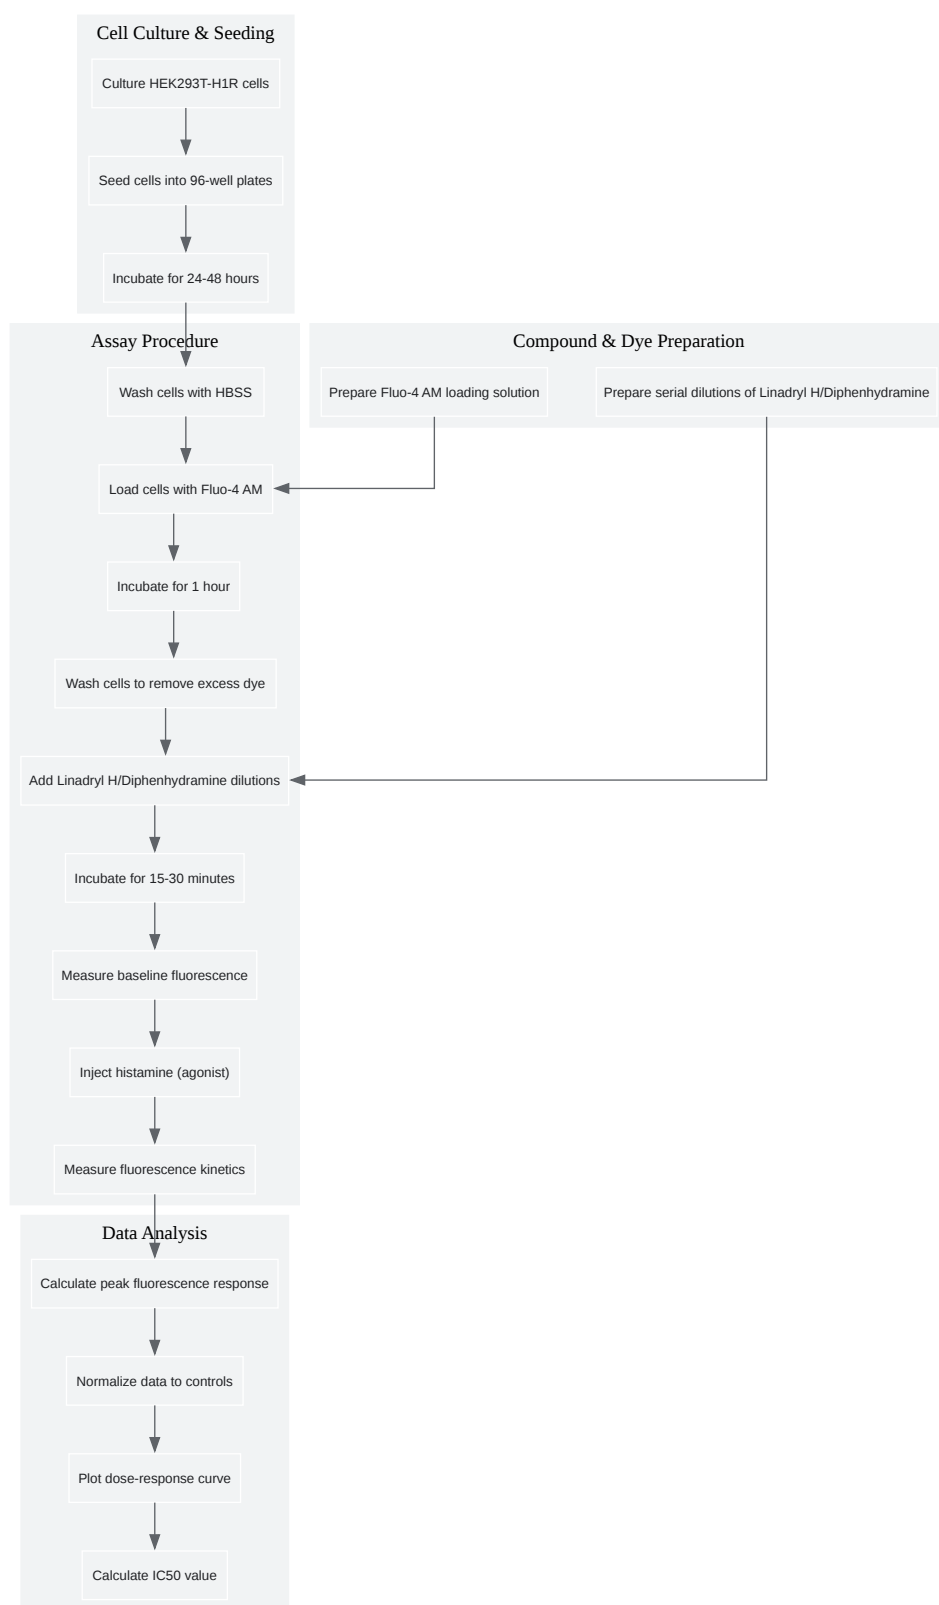 Cell Culture & Seeding
Culture HEK293T-H1R cells
Seed cells into 96-well plates
Incubate for 24-48 hours
Assay Procedure
Compound & Dye Preparation
Wash cells with HBSS
Prepare Fluo-4 AM loading solution
Prepare serial dilutions of Linadryl H/Diphenhydramine
Load cells with Fluo-4 AM
Incubate for 1 hour
Wash cells to remove excess dye
Add Linadryl H/Diphenhydramine dilutions
Incubate for 15-30 minutes
Measure baseline fluorescence
Inject histamine (agonist)
Measure fluorescence kinetics
Data Analysis
Calculate peak fluorescence response
Normalize data to controls
Plot dose-response curve
Calculate IC50 value